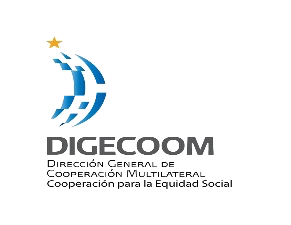 DIGECOOM
DIRECCIÓN GENERAL DE
COOPERACIÓN MULTILATERAL
Cooperación para la Equidad Social